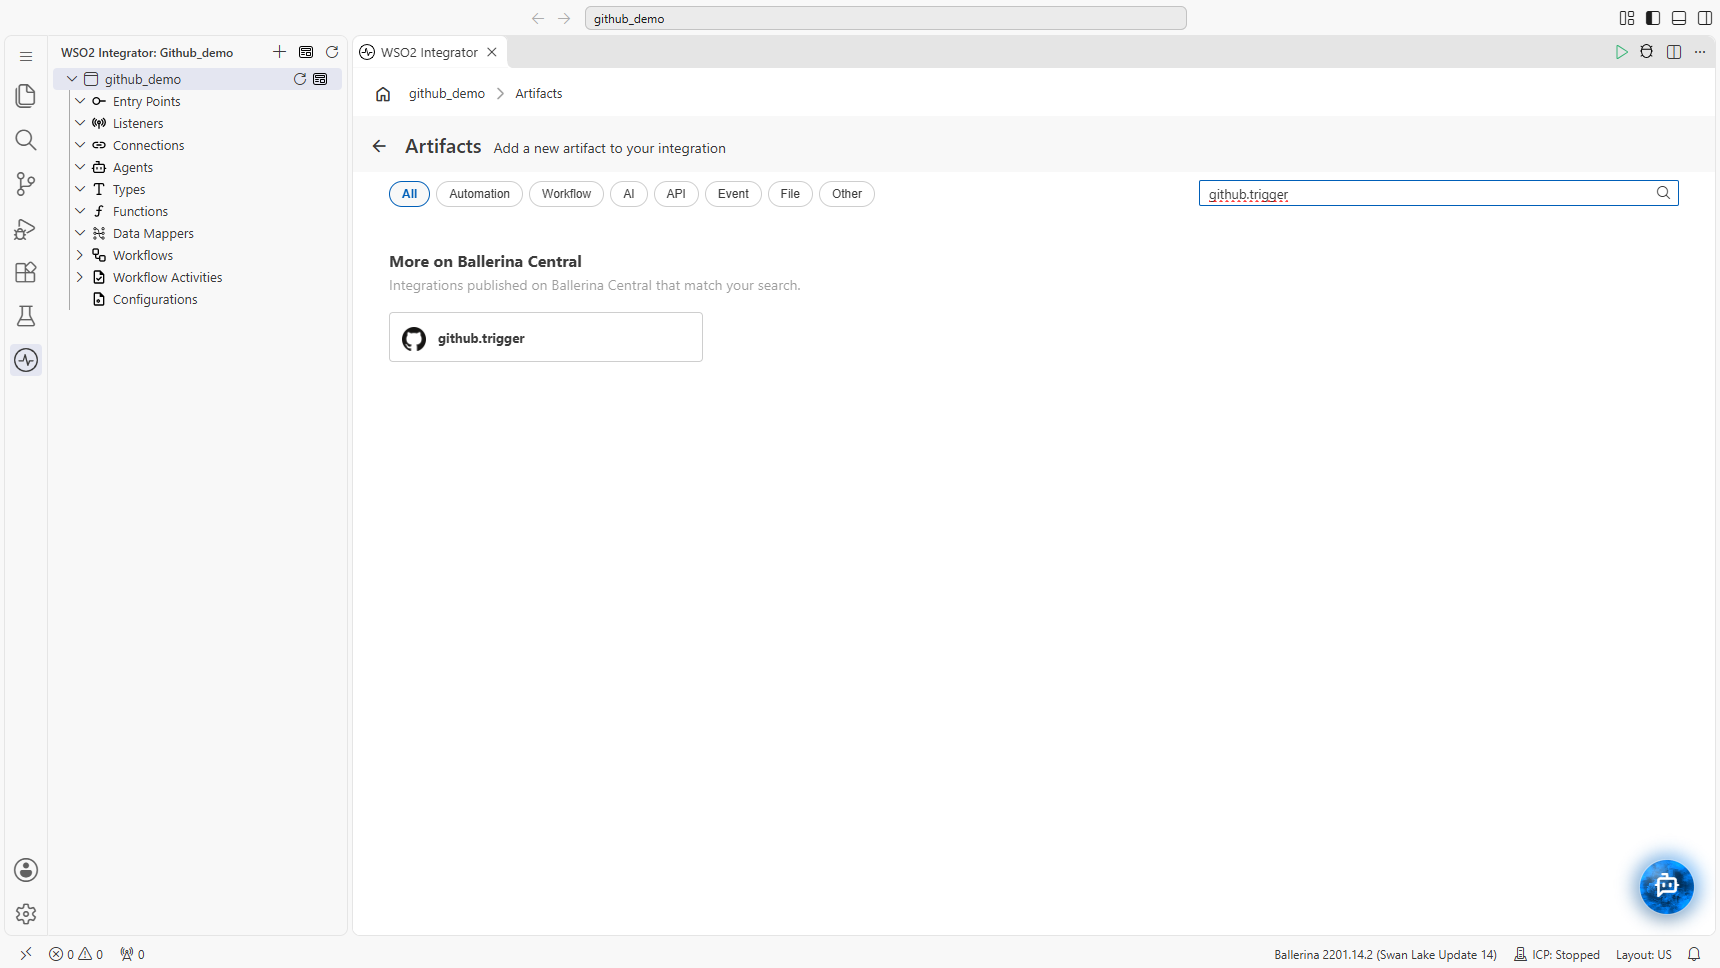 github_demo
WSO2 Integrator: Github_demo
WSO2 Integrator
github_demo
Entry Points
Listeners
Connections
Agents
Types
Functions
Data Mappers
Workflows
Workflow Activities
Configurations
github_demo Artifacts
Artifacts Add a new artifact to your integration
All Automation Workflow AI API Event File Other
github.trigger
More on Ballerina Central
Integrations published on Ballerina Central that match your search.
github.trigger
0 0 0
Ballerina 2201.14.2 (Swan Lake Update 14) ICP: Stopped Layout: US